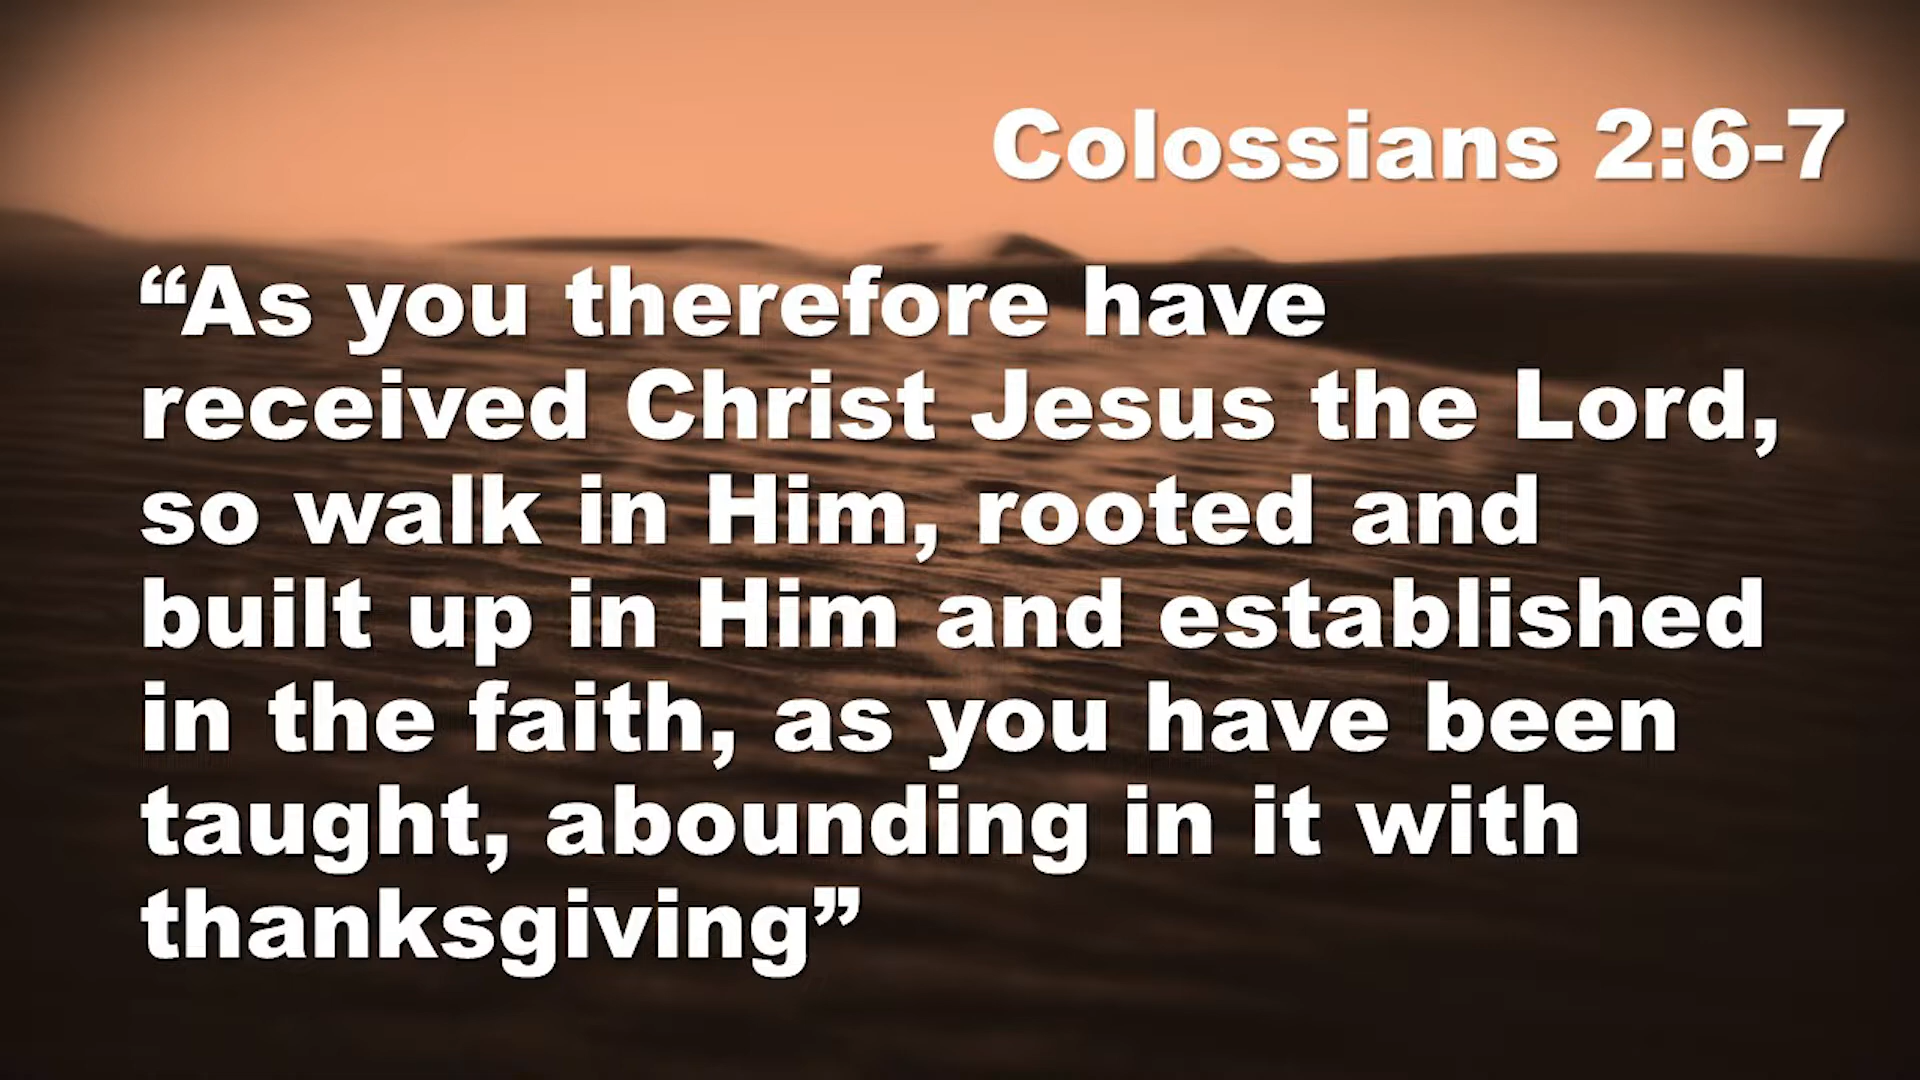 Colossians 2:6-7
“As you therefore have
received Christ Jesus the Lord,
so walk in Him, rooted and
built up in Him and established
in the faith, as you have been
taught, abounding in it with
thanksgiving”